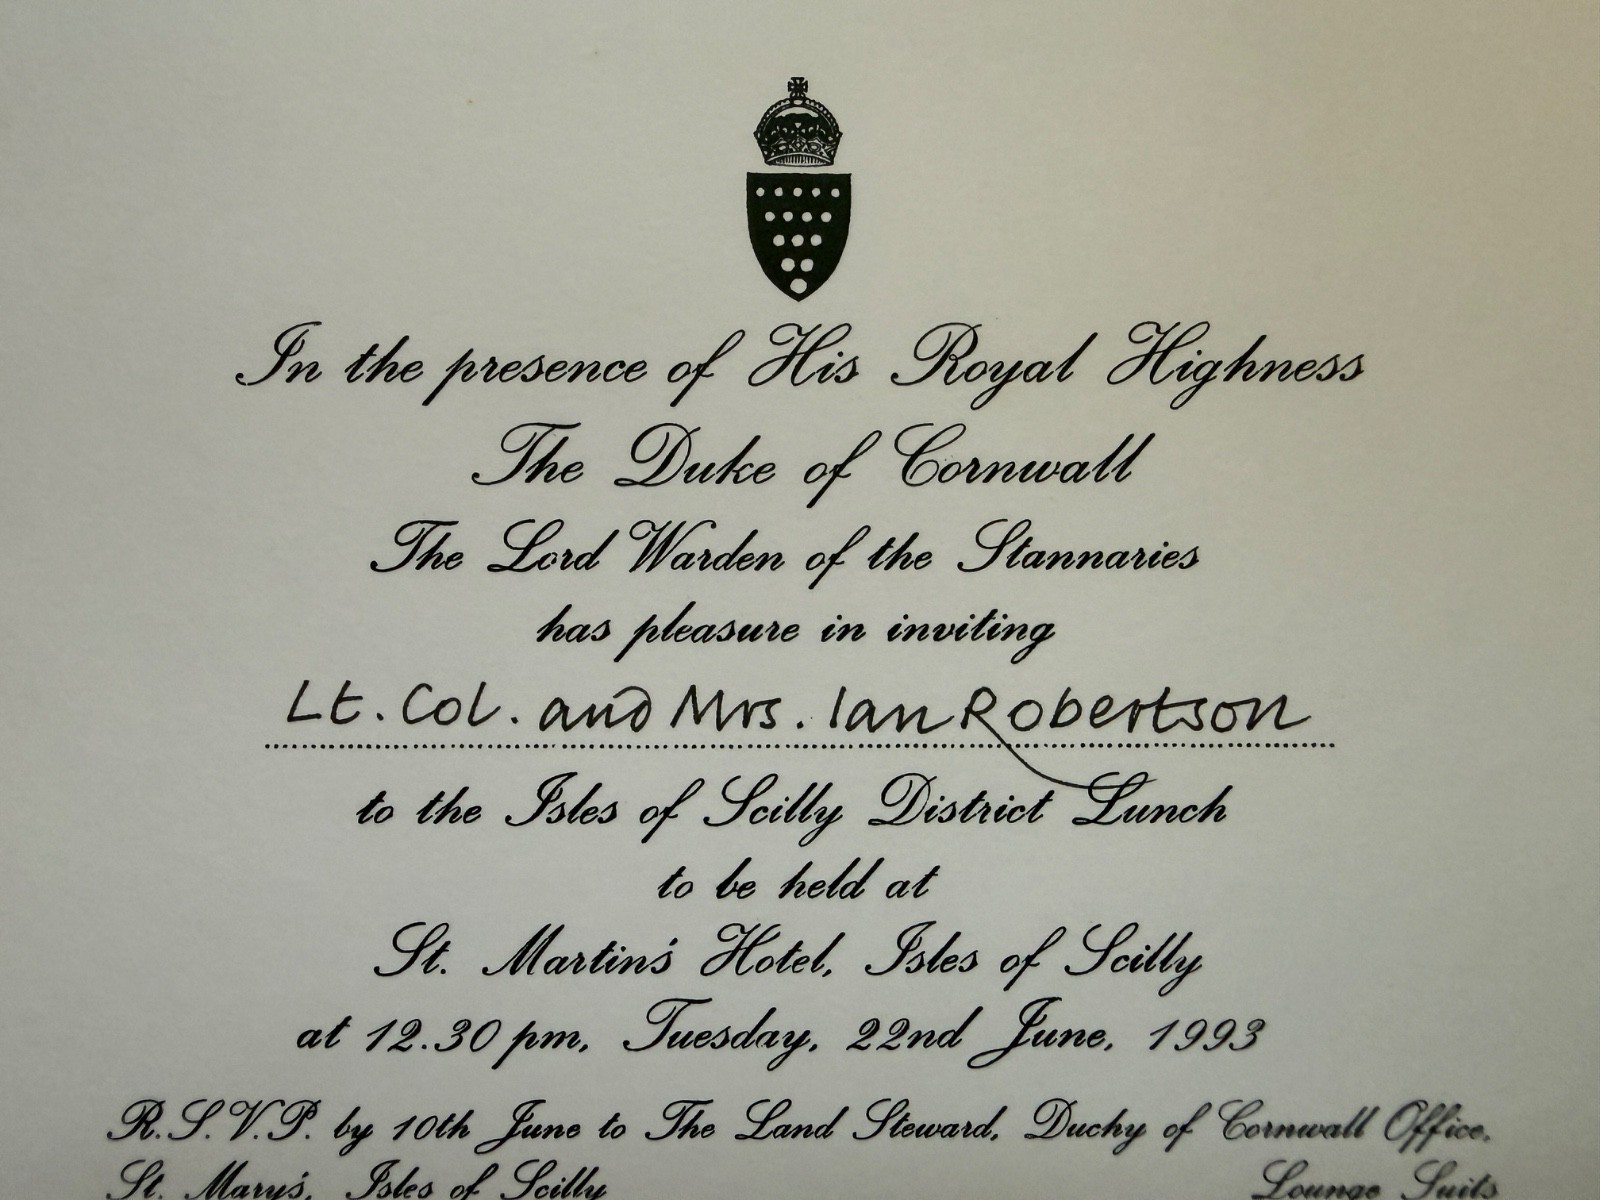 In the presence of His Royal Highness
The Duke of Cornwall
The Lord Warden of the Stannaries
has pleasure in inviting
Lt. Col. and Mrs. Ian Robertson
to the Isles of Scilly District Lunch
to be held at
St. Martin's Hotel, Isles of Scilly
at 12.30 pm, Tuesday, 22nd June, 1993
R.S.V.P. by 10th June to The Land Steward, Duchy of Cornwall Office,
St. Mary's, Isles of Scilly Lounge Suits